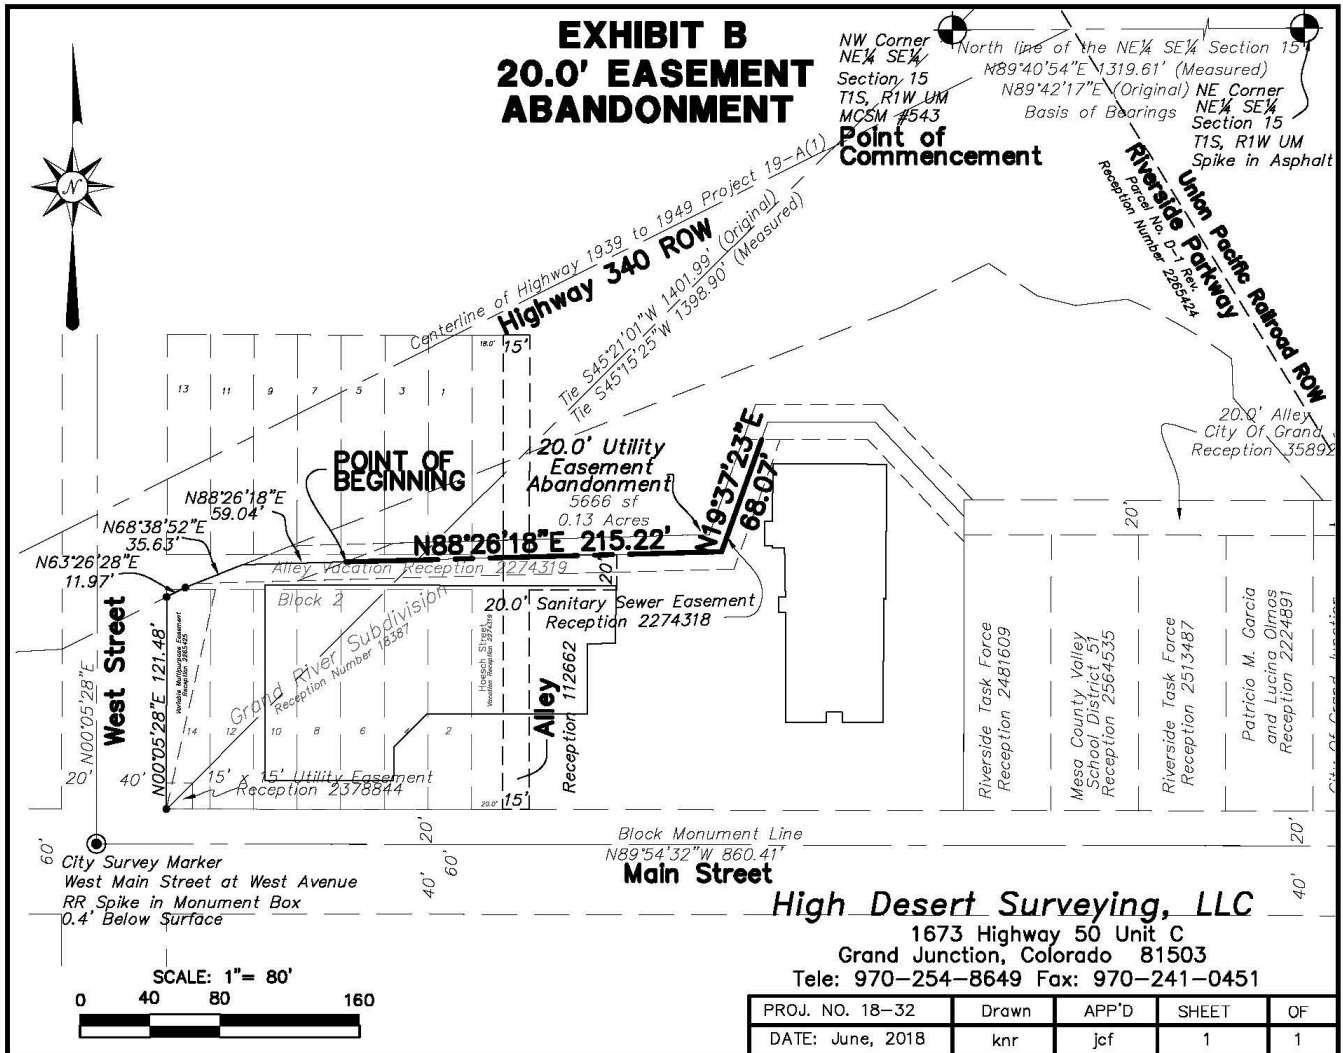 EXHIBIT B
20.0' EASEMENT
ABANDONMENT
NW Corner
NE¼ SE¼
Section 15
T1S, R1W UM
MCSM #543
Point of
Commencement
North line of the NE¼ SE¼ Section 15
N89°40'54"E 1319.61' (Measured)
N89°42'17"E (Original)
Basis of Bearings
NE Corner
NE¼ SE¼
Section 15
T1S, R1W UM
Spike in Asphalt
N
Centerline of Highway 1939 to 1949 Project 19-A(1)
Highway 340 ROW
Tie S45°21'01"W 1401.99' (Original)
Tie S45°15'25"W 1398.90' (Measured)
Union Pacific Railroad ROW
Riverside Parkway
Parcel No. D-1 Rev.
Reception Number 2265424
18.0'
15'
13
11
9
7
5
3
1
20.0' Alley
City Of Grand
Reception 35892
POINT OF
BEGINNING
20.0' Utility
Easement
Abandonment
5666 sf
0.13 Acres
N19°37'23"E
68.07'
N88°26'18"E
59.04'
N68°38'52"E
35.63'
N63°26'28"E
11.97'
N88°26'18"E 215.22'
Alley Vacation Reception 2274319
20'
20'
Block 2
20.0' Sanitary Sewer Easement
Reception 2274318
Grand River Subdivision
Reception Number 18387
Variable Multipurpose Easement
Reception 2265425
Hoesch Street
Vacation Reception 2274319
West Street
N00°05'28"E
N00°05'28"E 121.48'
Alley
Reception 112662
14
12
10
8
6
4
2
20'
40'
15' x 15' Utility Easement
Reception 2378844
20.0'
15'
Riverside Task Force
Reception 2481609
Mesa County Valley
School District 51
Reception 2564535
Riverside Task Force
Reception 2513487
Patricio M. Garcia
and Lucina Olmos
Reception 2224891
City Of Grand Junction
60'
20'
60'
40'
20'
40'
Block Monument Line
N89°54'32"W 860.41'
Main Street
City Survey Marker
West Main Street at West Avenue
RR Spike in Monument Box
0.4' Below Surface
High Desert Surveying, LLC
1673 Highway 50 Unit C
Grand Junction, Colorado 81503
Tele: 970-254-8649 Fax: 970-241-0451
SCALE: 1"= 80'
0 40 80 160
PROJ. NO. 18-32 Drawn APP'D SHEET OF
DATE: June, 2018 knr jcf 1 1